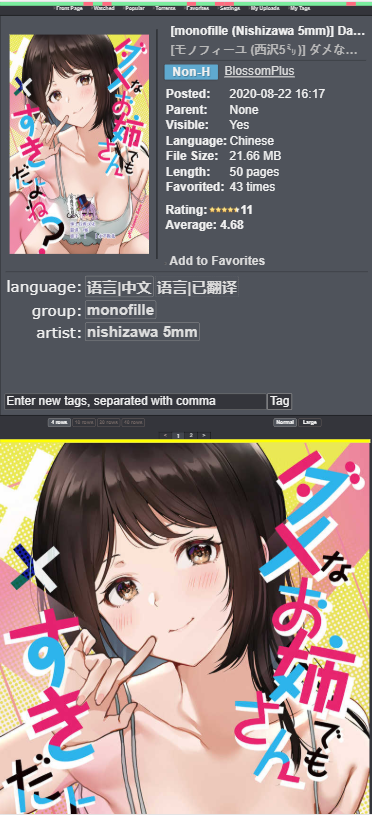 Front Page Watched Popular Torrents Favorites Settings My Uploads My Tags
[monofille (Nishizawa 5mm)] Da...
[モノフィーユ (西沢5㍉)] ダメな...
Non-H BlossomPlus
Posted: 2020-08-22 16:17
Parent: None
Visible: Yes
Language: Chinese
File Size: 21.66 MB
Length: 50 pages
Favorited: 43 times
Rating: ★★★★★ 11
Average: 4.68
Add to Favorites
ダメなお姉さんでも
すきだよね?
language: 语言|中文 语言|已翻译
group: monofille
artist: nishizawa 5mm
Enter new tags, separated with comma Tag
4 rows 10 rows 20 rows 40 rows Normal Large
< 1 2 >
ダメなお姉さんでも
すきだよ